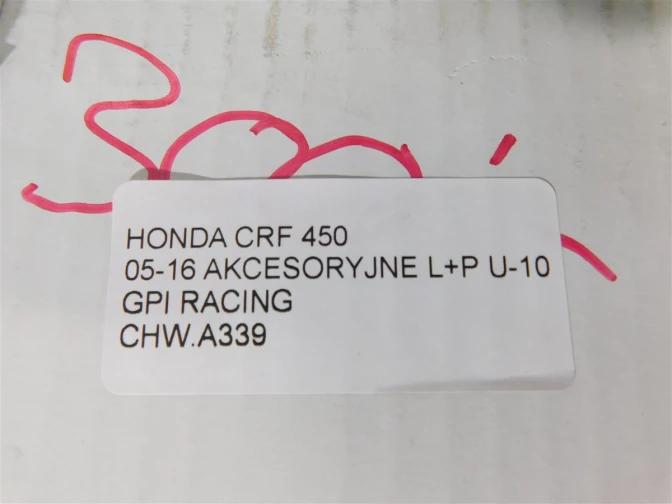 HONDA CRF 450
05-16 AKCESORYJNE L+P U-10
GPI RACING
CHW.A339